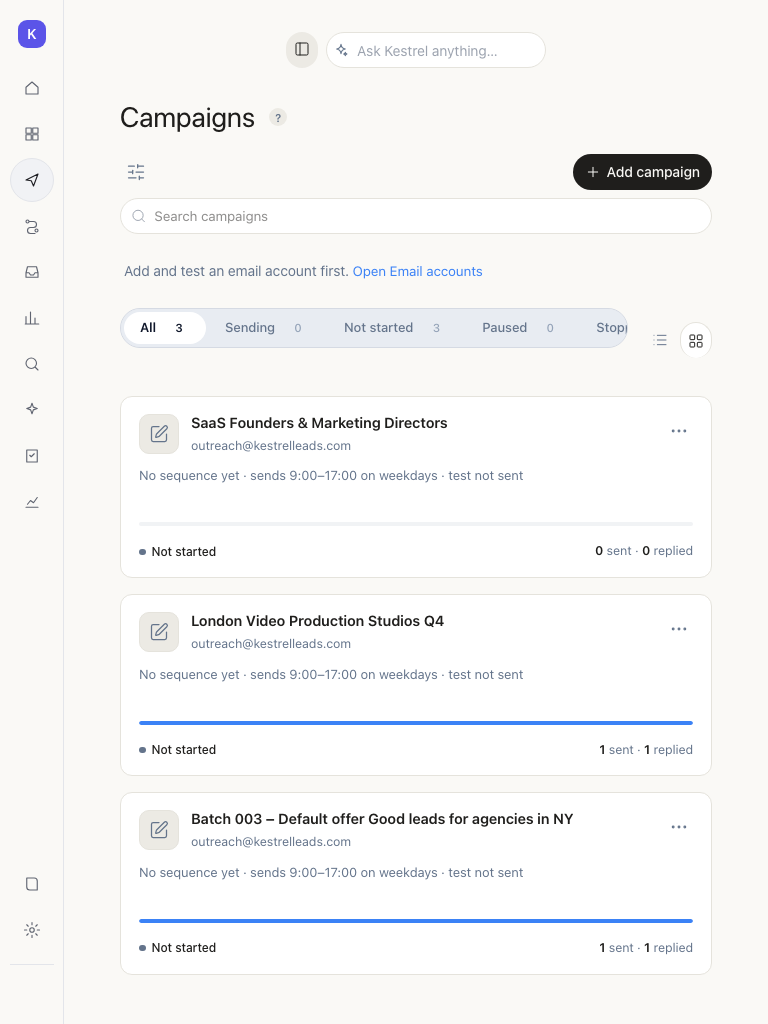 K
Ask Kestrel anything...
Campaigns ?
Add campaign
Search campaigns
Add and test an email account first. Open Email accounts
All 3 Sending 0 Not started 3 Paused 0
SaaS Founders & Marketing Directors
outreach@kestrelleads.com
No sequence yet · sends 9:00–17:00 on weekdays · test not sent
Not started 0 sent · 0 replied
London Video Production Studios Q4
outreach@kestrelleads.com
No sequence yet · sends 9:00–17:00 on weekdays · test not sent
Not started 1 sent · 1 replied
Batch 003 – Default offer Good leads for agencies in NY
outreach@kestrelleads.com
No sequence yet · sends 9:00–17:00 on weekdays · test not sent
Not started 1 sent · 1 replied